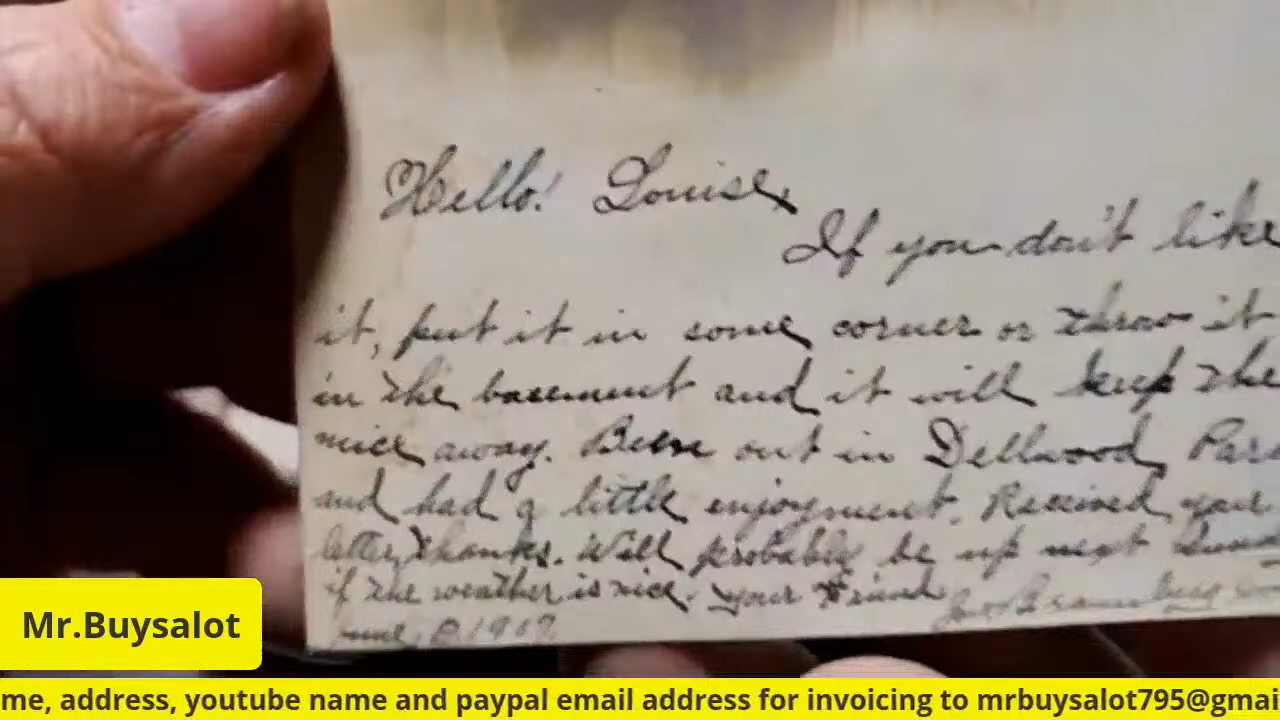 Hello! Louise,
If you don't like
it, put it in some corner or throw it
in the basement and it will keep the
mice away. Been out in Dellwood Par
and had a little enjoyment. Received your
letter, thanks. Will probably be up next
if the weather is nice. Your Friend
June,
Mr.Buysalot
me, address, youtube name and paypal email address for invoicing to mrbuysalot795@gmai